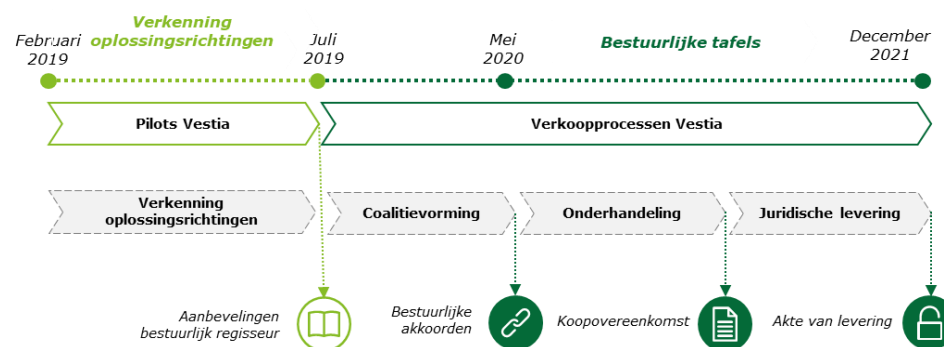 Verkenning
oplossingsrichtingen
Februari
2019
Juli
2019
Mei
2020
Bestuurlijke tafels
December
2021
Pilots Vestia
Verkoopprocessen Vestia
Verkenning
oplossingsrichtingen
Coalitievorming
Onderhandeling
Juridische levering
Aanbevelingen
bestuurlijk regisseur
Bestuurlijke
akkoorden
Koopovereenkomst
Akte van levering